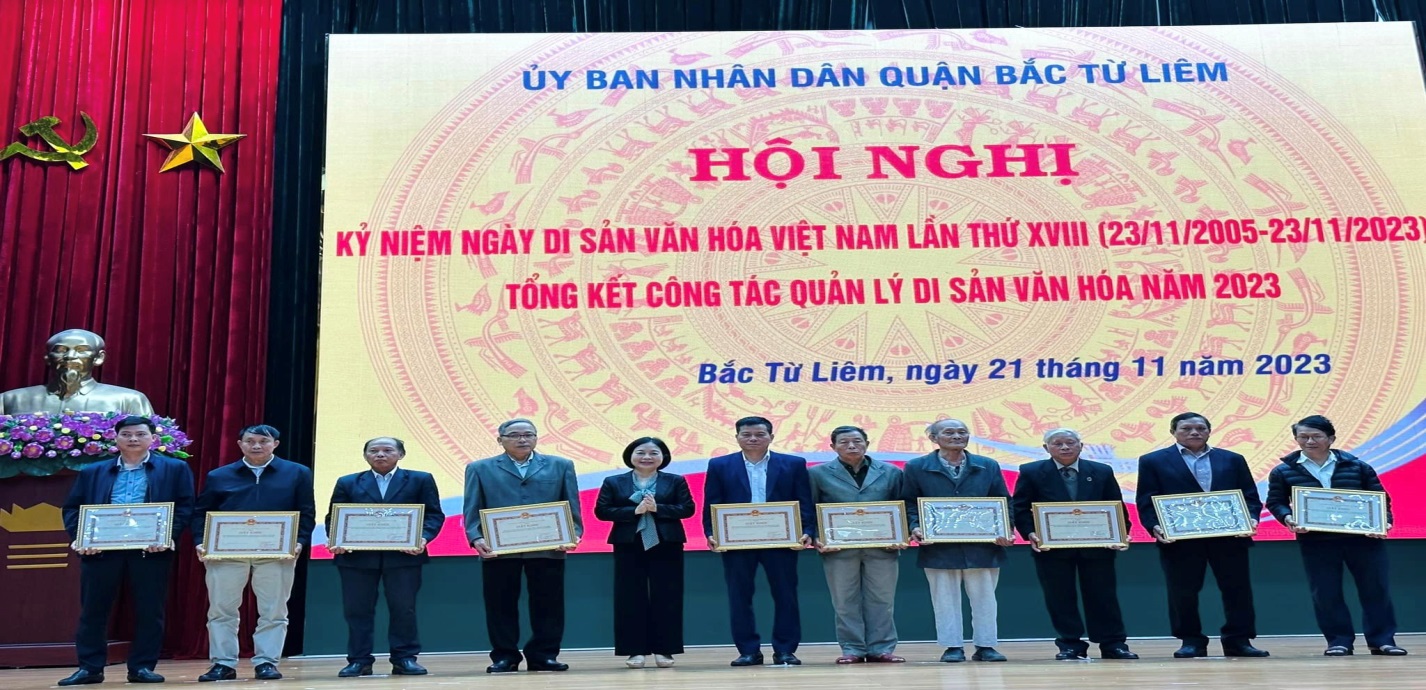 ỦY BAN NHÂN DÂN QUẬN BẮC TỪ LIÊM
HỘI NGHỊ
KỶ NIỆM NGÀY DI SẢN VĂN HÓA VIỆT NAM LẦN THỨ XVIII (23/11/2005-23/11/2023)
TỔNG KẾT CÔNG TÁC QUẢN LÝ DI SẢN VĂN HÓA NĂM 2023
Bắc Từ Liêm, ngày 21 tháng 11 năm 2023